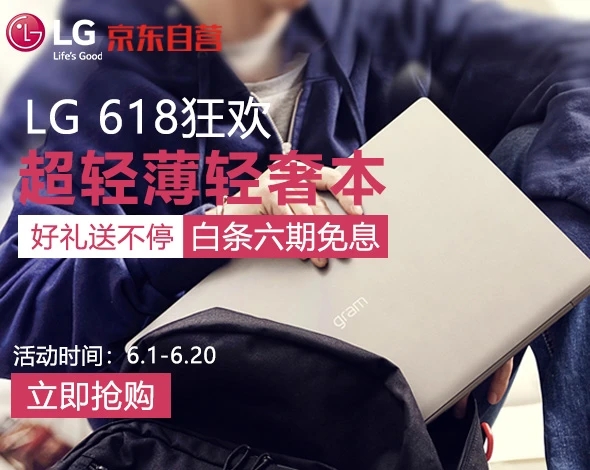 LG 京东自营
Life's Good
LG 618狂欢
超轻薄轻奢本
好礼送不停 白条六期免息
gram
活动时间：6.1-6.20
立即抢购